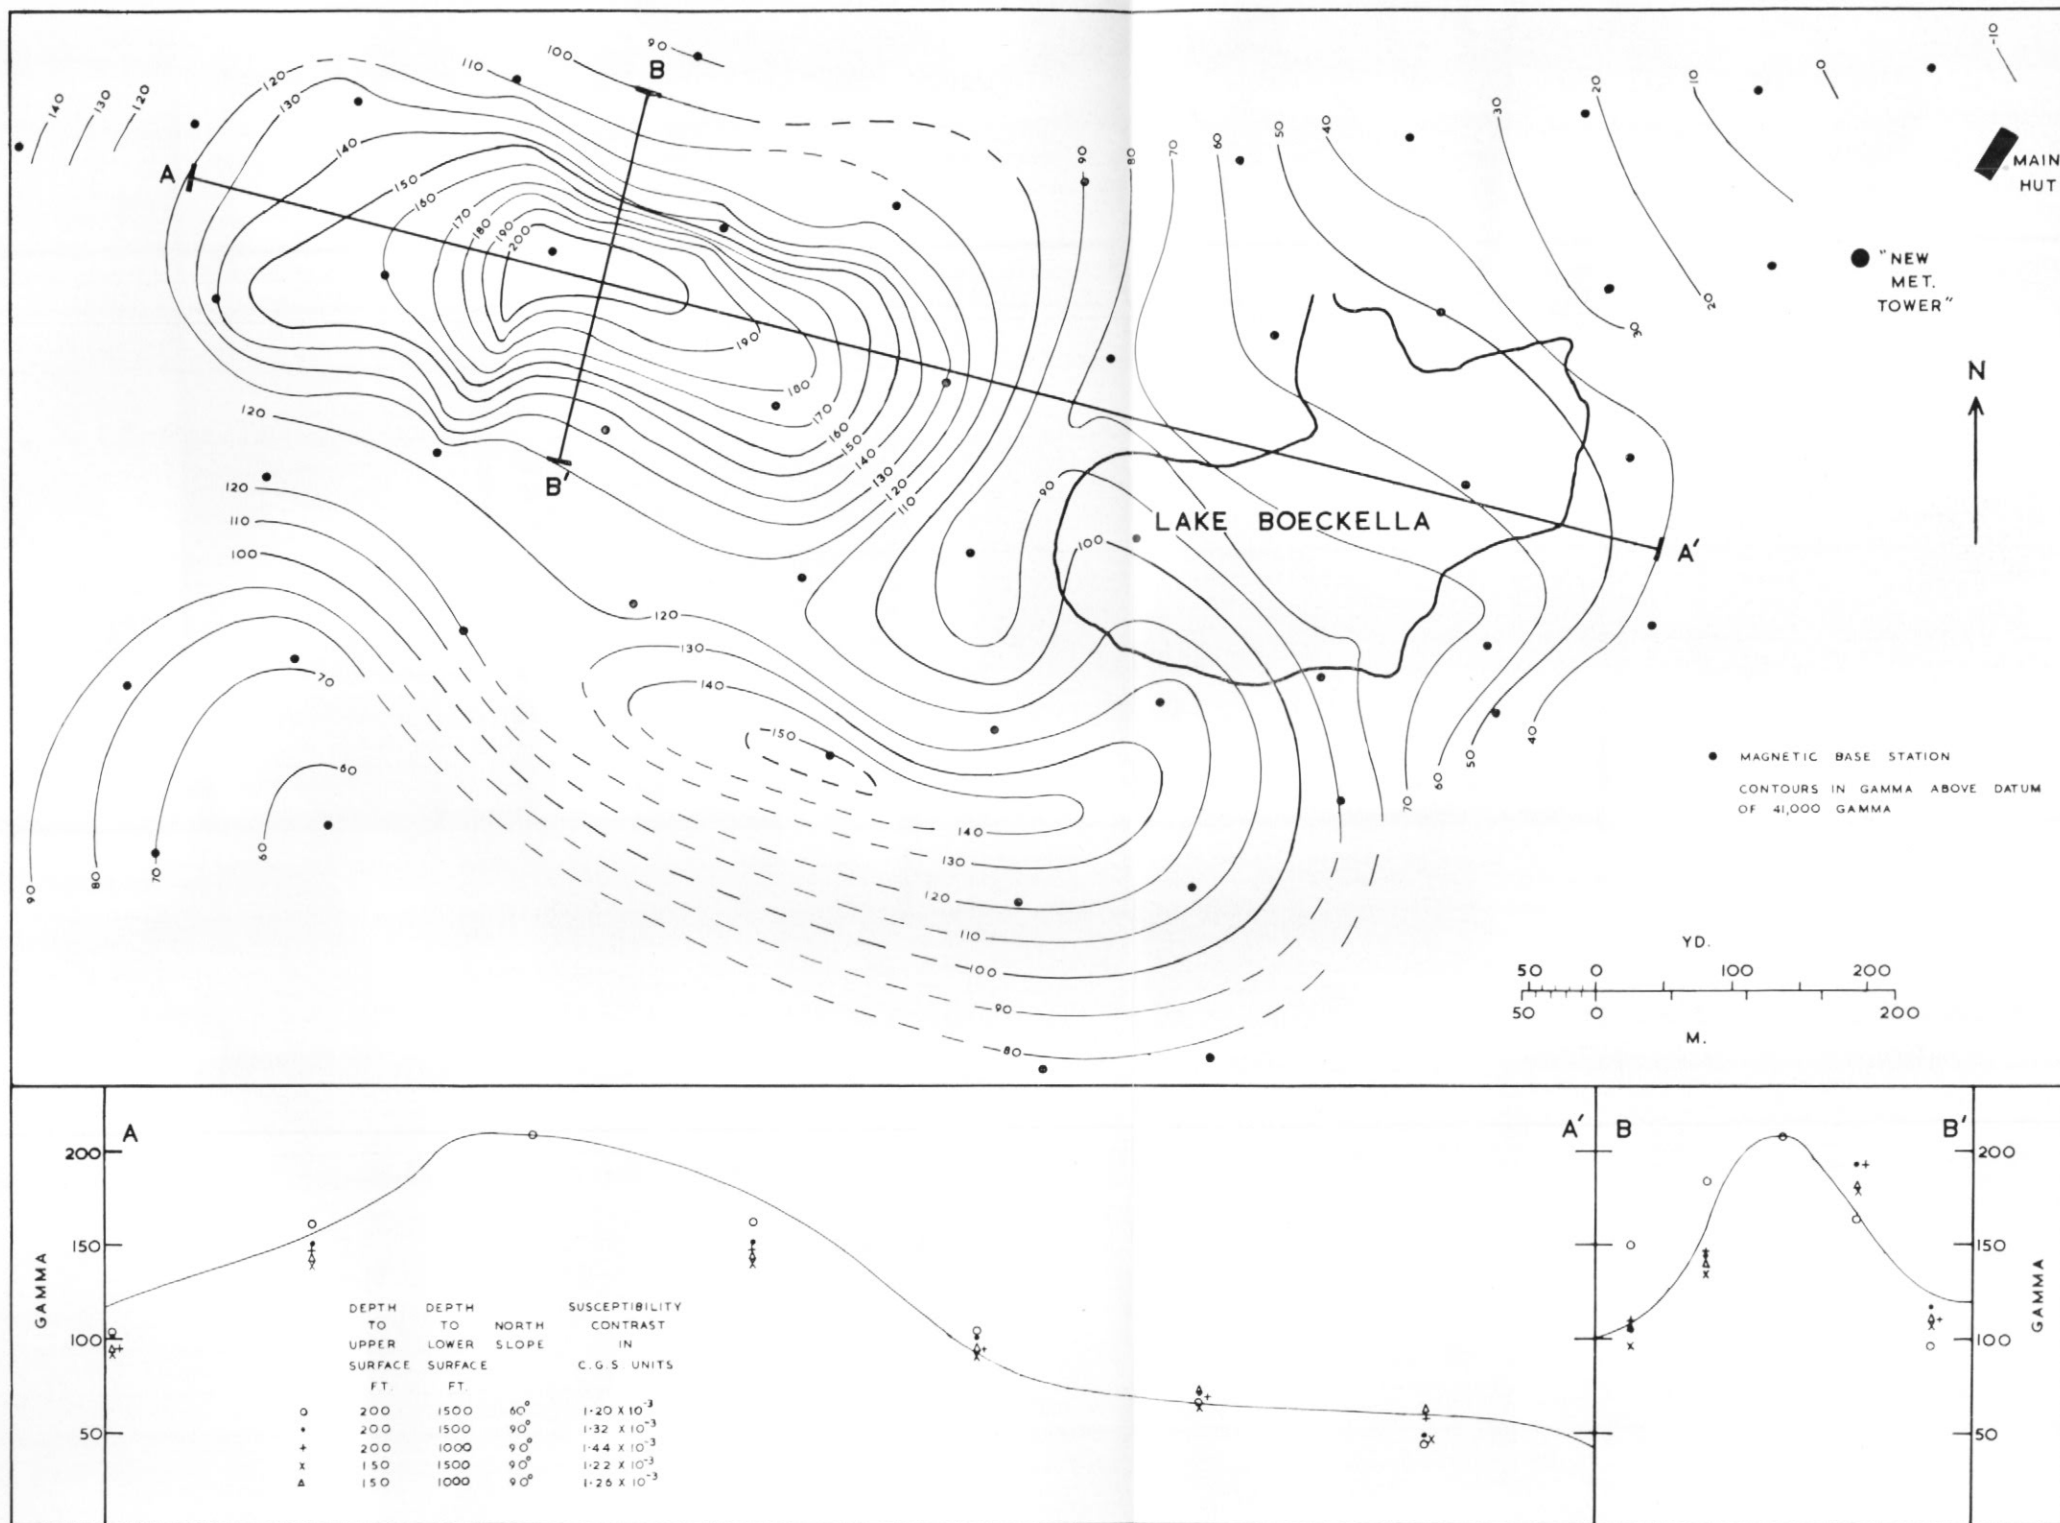 90
100
110
120
130
140
150
160
170
180
190
200
140
130
120
B
A
B'
A'
190
180
170
160
150
140
130
120
110
90
80
70
60
50
40
30
20
10
0
-10
30
20
MAIN
HUT
"NEW
MET.
TOWER"
N
LAKE BOECKELLA
90
100
120
120
110
100
120
130
140
150
70
60
60
90
80
70
140
130
120
110
100
90
80
70
60
50
40
MAGNETIC BASE STATION
CONTOURS IN GAMMA ABOVE DATUM
OF 41,000 GAMMA
YD.
50 0 100 200
50 0 200
M.
A A' B B'
200 200
150 150
100 100
50 50
GAMMA GAMMA
DEPTH DEPTH SUSCEPTIBILITY
TO TO NORTH CONTRAST
UPPER LOWER SLOPE IN
SURFACE SURFACE C.G.S UNITS
FT. FT.
200 1500 60° 1·20 X 10⁻³
200 1500 90° 1·32 X 10⁻³
200 1000 90° 1·44 X 10⁻³
150 1500 90° 1·22 X 10⁻³
150 1000 90° 1·26 X 10⁻³